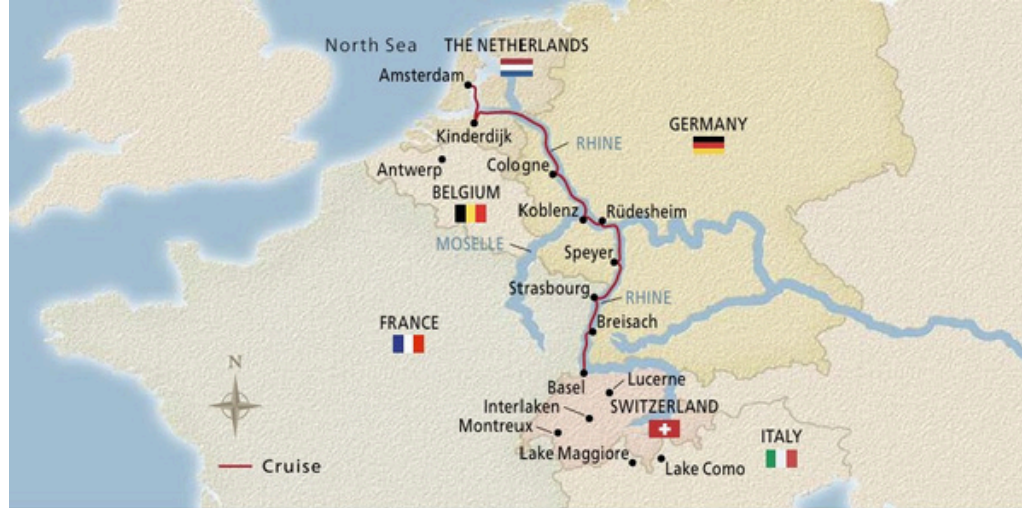 North Sea
THE NETHERLANDS
Amsterdam
Kinderdijk
GERMANY
RHINE
Antwerp
Cologne
BELGIUM
Koblenz
Rüdesheim
MOSELLE
Speyer
Strasbourg
RHINE
FRANCE
Breisach
N
Basel
Lucerne
Interlaken
SWITZERLAND
Montreux
ITALY
Lake Maggiore
Lake Como
Cruise